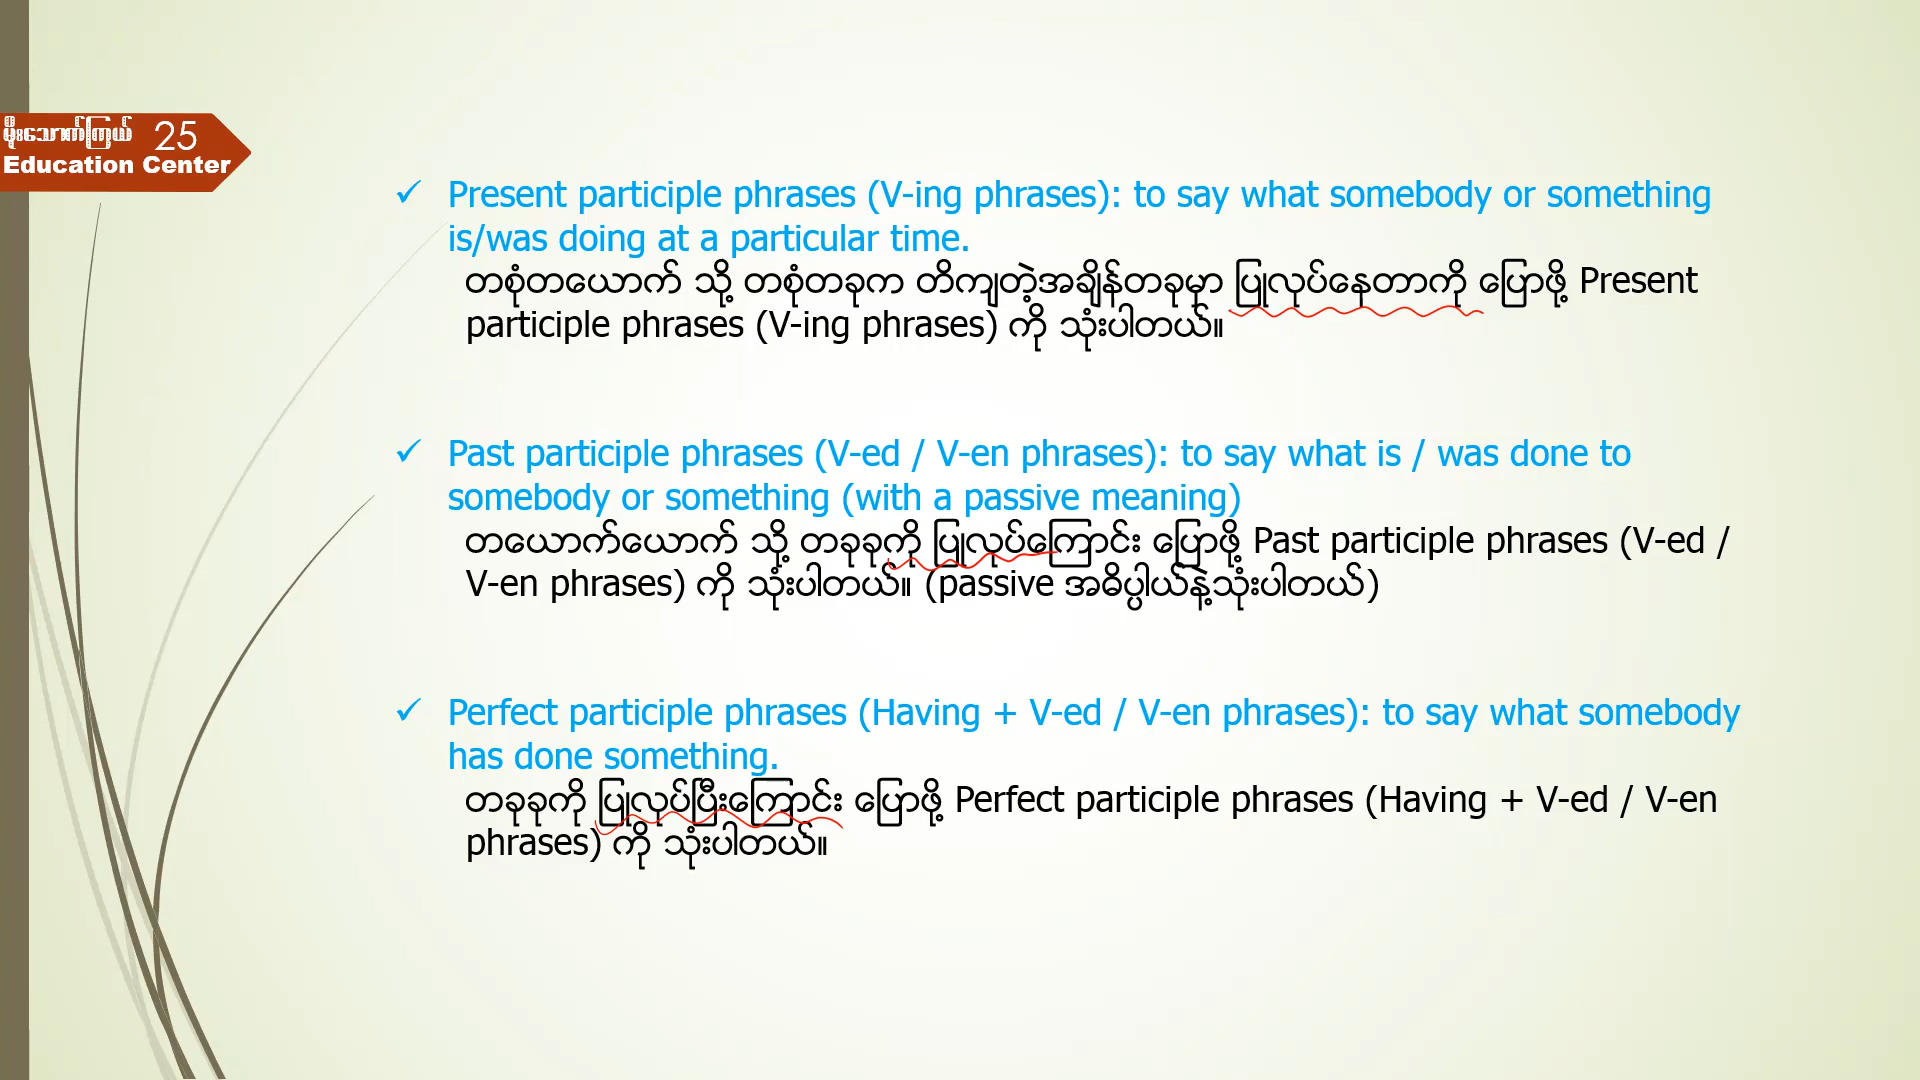 25
Education Center
✓ Present participle phrases (V-ing phrases): to say what somebody or something
is/was doing at a particular time.
တစုံတယောက် သို့ တစုံတခုက တိကျတဲ့အချိန်တခုမှာ ပြုလုပ်နေတာကို ပြောဖို့ Present
participle phrases (V-ing phrases) ကို သုံးပါတယ်။
✓ Past participle phrases (V-ed / V-en phrases): to say what is / was done to
somebody or something (with a passive meaning)
တယောက်ယောက် သို့ တခုခုကို ပြုလုပ်ကြောင်း ပြောဖို့ Past participle phrases (V-ed /
V-en phrases) ကို သုံးပါတယ်။ (passive အဓိပ္ပါယ်နဲ့သုံးပါတယ်)
✓ Perfect participle phrases (Having + V-ed / V-en phrases): to say what somebody
has done something.
တခုခုကို ပြုလုပ်ပြီးကြောင်း ပြောဖို့ Perfect participle phrases (Having + V-ed / V-en
phrases) ကို သုံးပါတယ်။